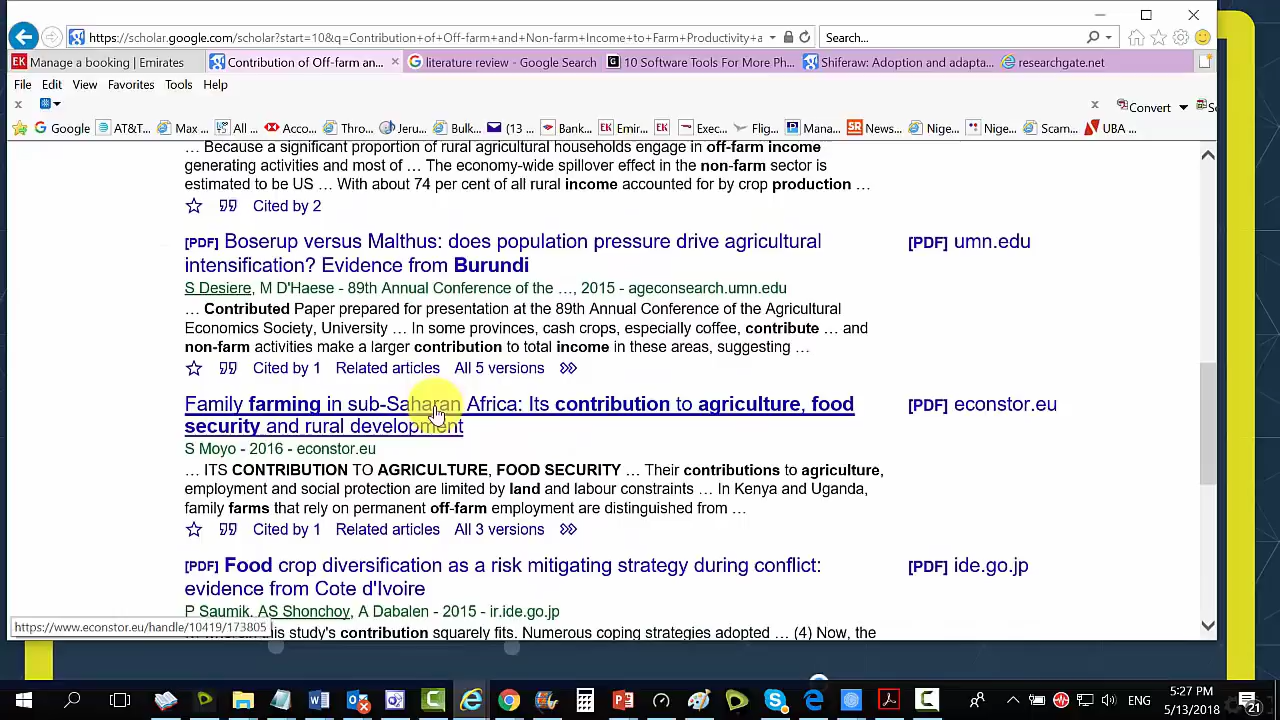 https://scholar.google.com/scholar?start=10&q=Contribution+of+Off-farm+and+Non-farm+Income+to+Farm+Productivity+a
Search...
Manage a booking | Emirates
Contribution of Off-farm an...
literature review - Google Search
10 Software Tools For More Ph...
Shiferaw: Adoption and adapta...
researchgate.net
File Edit View Favorites Tools Help
x
x Convert
Google
AT&T...
Max ...
All ...
Acco...
Thro...
Jeru...
Bulk...
(13 ...
Bank...
Emir...
EK
Exec...
Flig...
Mana...
News...
Nige...
Nige...
Scam...
UBA ...
... Because a significant proportion of rural agricultural households engage in off-farm income
generating activities and most of ... The economy-wide spillover effect in the non-farm sector is
estimated to be US ... With about 74 per cent of all rural income accounted for by crop production ...
Cited by 2
[PDF] Boserup versus Malthus: does population pressure drive agricultural
intensification? Evidence from Burundi
[PDF] umn.edu
S Desiere, M D'Haese - 89th Annual Conference of the ..., 2015 - ageconsearch.umn.edu
... Contributed Paper prepared for presentation at the 89th Annual Conference of the Agricultural
Economics Society, University ... In some provinces, cash crops, especially coffee, contribute ... and
non-farm activities make a larger contribution to total income in these areas, suggesting ...
Cited by 1 Related articles All 5 versions
Family farming in sub-Saharan Africa: Its contribution to agriculture, food
security and rural development
[PDF] econstor.eu
S Moyo - 2016 - econstor.eu
... ITS CONTRIBUTION TO AGRICULTURE, FOOD SECURITY ... Their contributions to agriculture,
employment and social protection are limited by land and labour constraints ... In Kenya and Uganda,
family farms that rely on permanent off-farm employment are distinguished from ...
Cited by 1 Related articles All 3 versions
[PDF] Food crop diversification as a risk mitigating strategy during conflict:
evidence from Cote d'Ivoire
[PDF] ide.go.jp
P Saumik, AS Shonchoy, A Dabalen - 2015 - ir.ide.go.jp
this study's contribution squarely fits. Numerous coping strategies adopted ... (4) Now, the
https://www.econstor.eu/handle/10419/173805
ENG
5:27 PM
5/13/2018
21